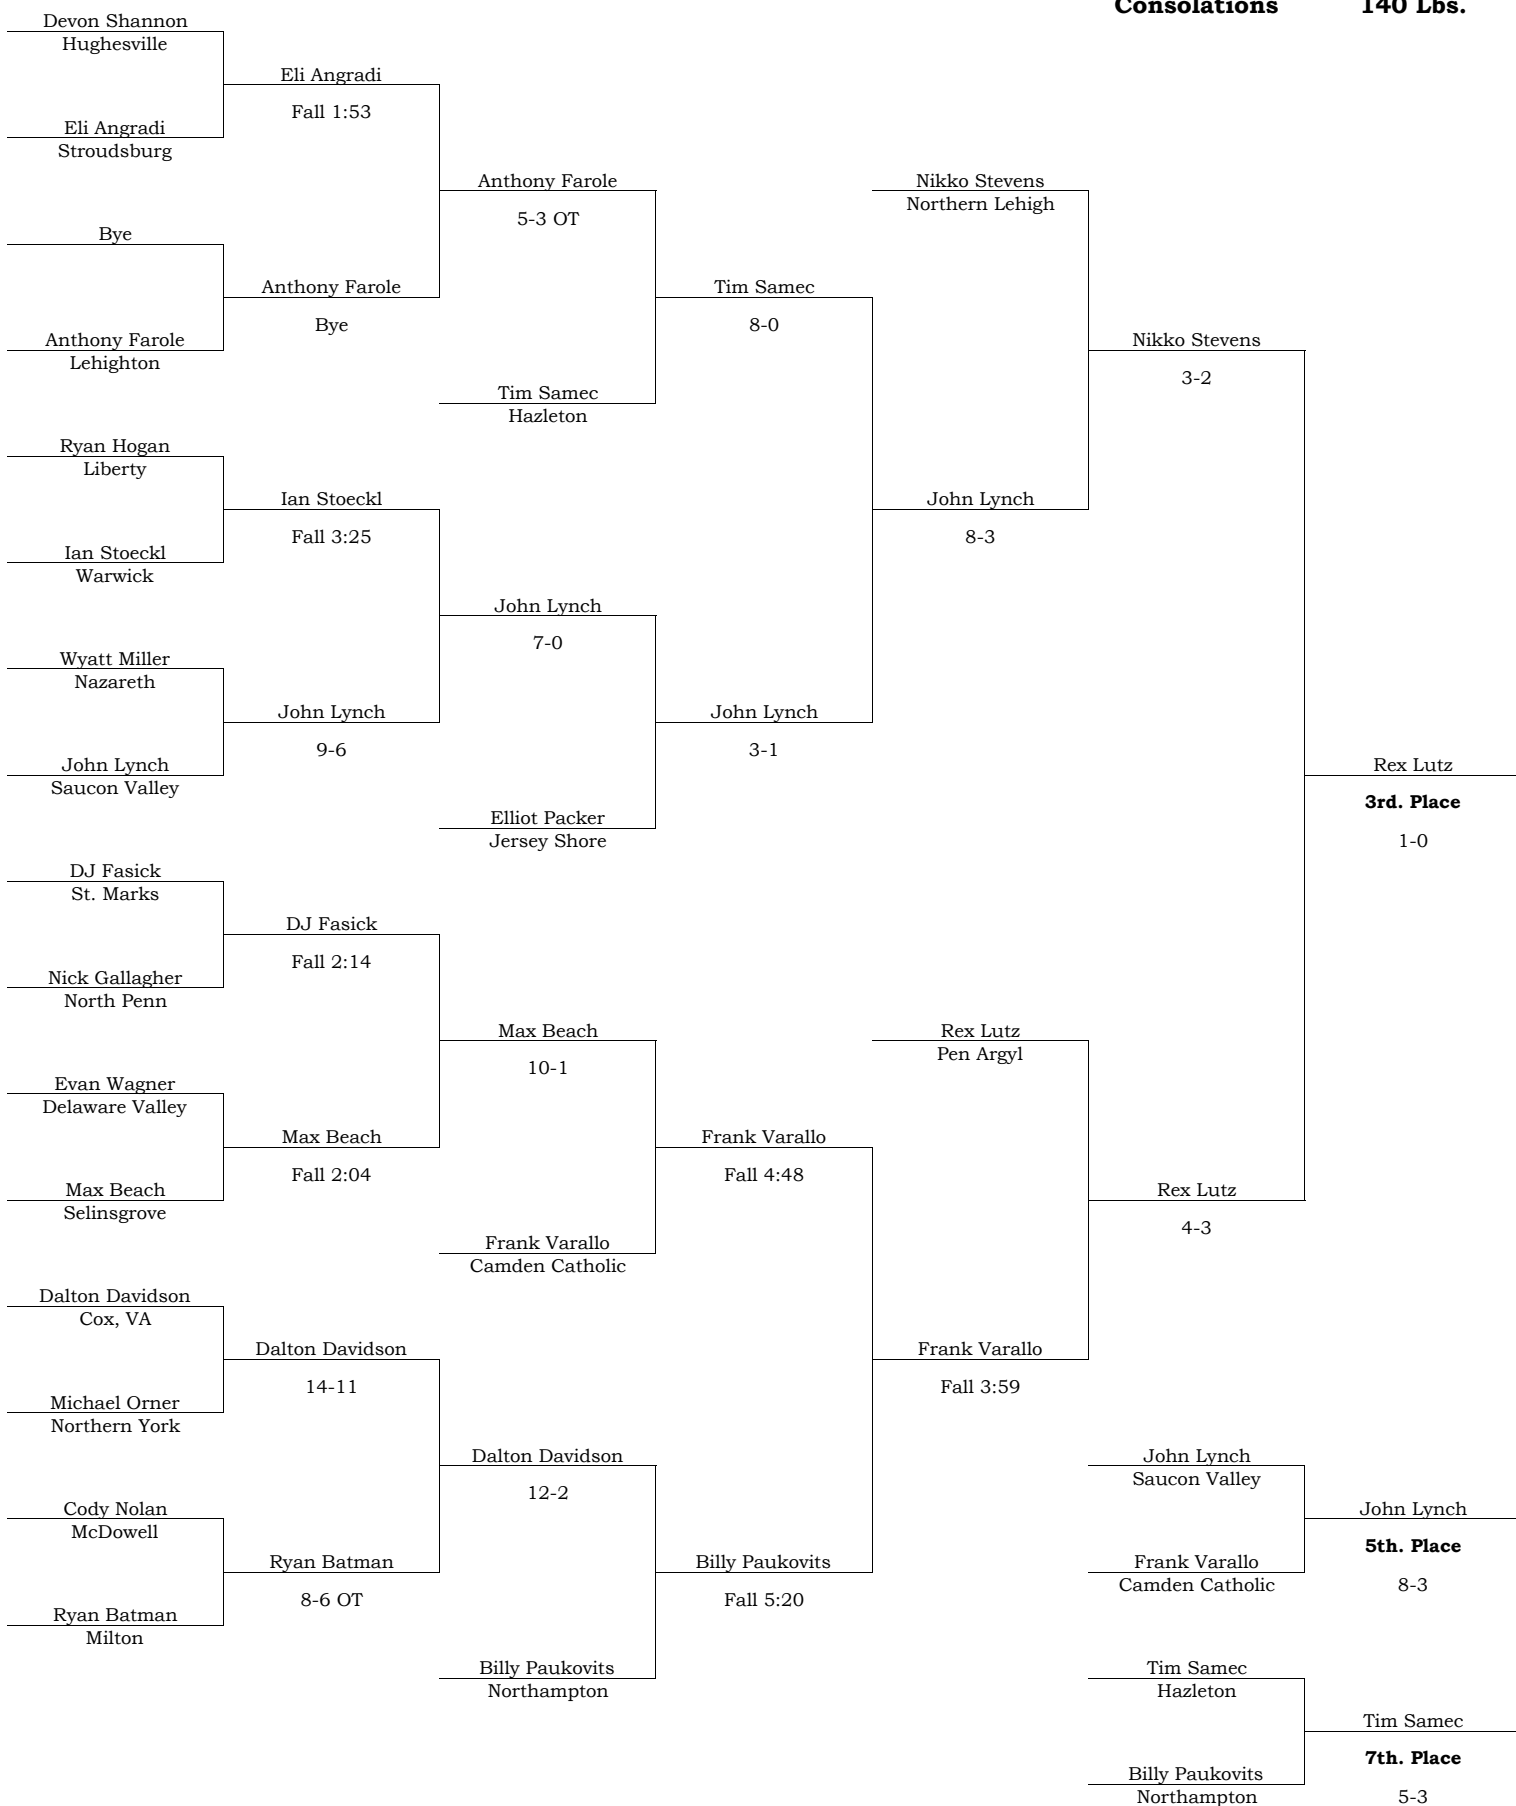 Consolations 140 Lbs.
Devon Shannon
Hughesville
Eli Angradi
Fall 1:53
Eli Angradi
Stroudsburg
Anthony Farole
5-3 OT
Nikko Stevens
Northern Lehigh
Bye
Anthony Farole
Bye
Tim Samec
8-0
Anthony Farole
Lehighton
Nikko Stevens
3-2
Tim Samec
Hazleton
Ryan Hogan
Liberty
Ian Stoeckl
Fall 3:25
John Lynch
8-3
Ian Stoeckl
Warwick
John Lynch
7-0
Wyatt Miller
Nazareth
John Lynch
9-6
John Lynch
3-1
John Lynch
Saucon Valley
Rex Lutz
3rd. Place
1-0
Elliot Packer
Jersey Shore
DJ Fasick
St. Marks
DJ Fasick
Fall 2:14
Nick Gallagher
North Penn
Max Beach
10-1
Rex Lutz
Pen Argyl
Evan Wagner
Delaware Valley
Max Beach
Fall 2:04
Frank Varallo
Fall 4:48
Max Beach
Selinsgrove
Rex Lutz
4-3
Frank Varallo
Camden Catholic
Dalton Davidson
Cox, VA
Dalton Davidson
14-11
Frank Varallo
Fall 3:59
Michael Orner
Northern York
Dalton Davidson
12-2
John Lynch
Saucon Valley
Cody Nolan
McDowell
John Lynch
5th. Place
8-3
Ryan Batman
8-6 OT
Billy Paukovits
Fall 5:20
Frank Varallo
Camden Catholic
Ryan Batman
Milton
Billy Paukovits
Northampton
Tim Samec
Hazleton
Tim Samec
7th. Place
5-3
Billy Paukovits
Northampton